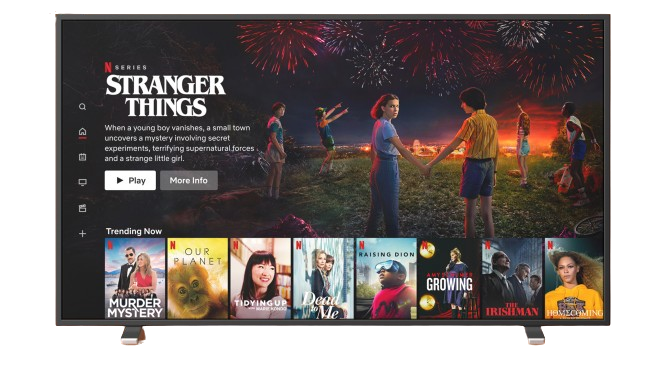 N SERIES
STRANGER
THINGS
When a young boy vanishes, a small town
uncovers a mystery involving secret
experiments, terrifying supernatural forces
and a strange little girl.
Play
More Info
Trending Now
N
MURDER
MYSTERY
N
OUR
PLANET
N
TIDYING UP
WITH MARIE KONDO
N
Dead
to Me
N
RAISING DION
N
AMY SCHUMER
GROWING
N
THE
IRISHMAN
N
HOMECOMING